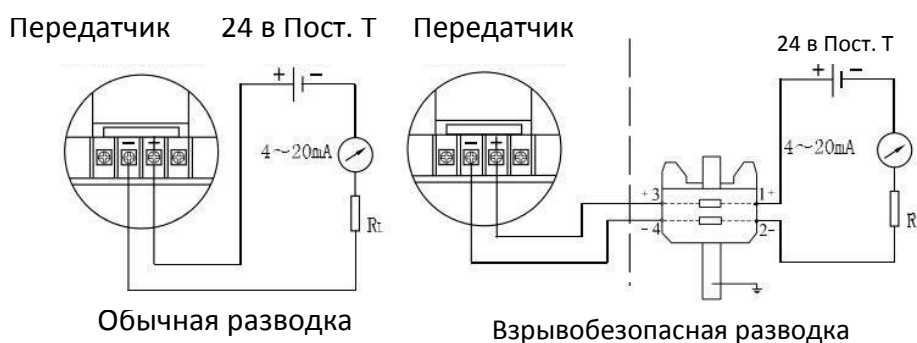 Передатчик 24 в Пост. Т Передатчик
24 в Пост. Т
+ −
+ −
− +
− +
4~20mA
4~20mA
+ 3 1+
- 4 2-
RL
R
Обычная разводка
Взрывобезопасная разводка